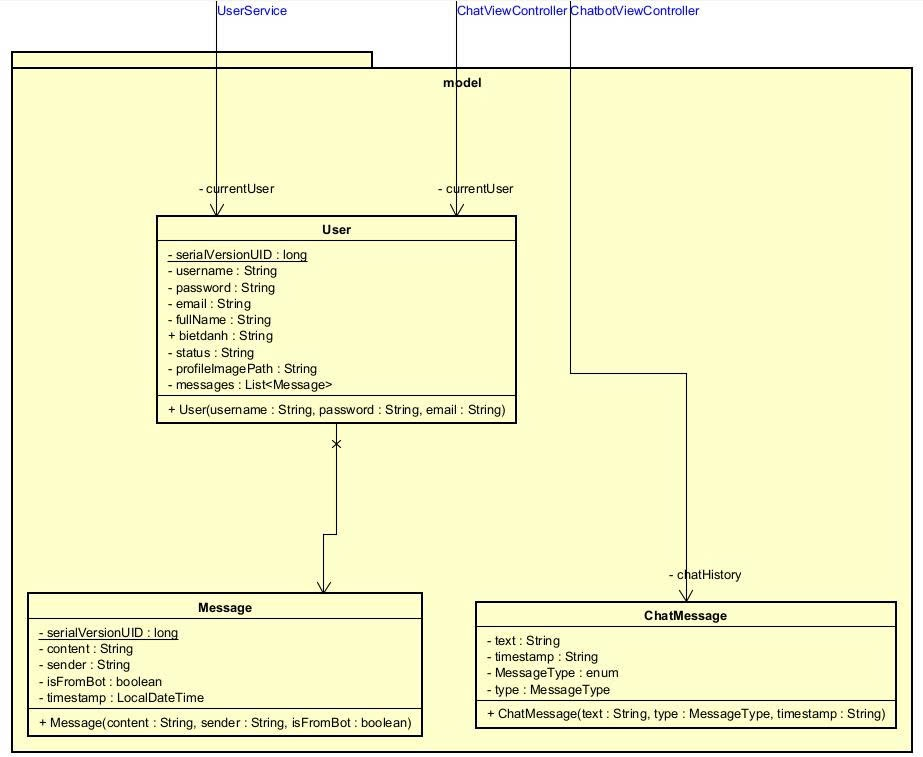 UserService
ChatViewController
ChatbotViewController
model
- currentUser
- currentUser
User
- serialVersionUID : long
- username : String
- password : String
- email : String
- fullName : String
+ bietdanh : String
- status : String
- profileImagePath : String
- messages : List<Message>
+ User(username : String, password : String, email : String)
- chatHistory
Message
- serialVersionUID : long
- content : String
- sender : String
- isFromBot : boolean
- timestamp : LocalDateTime
+ Message(content : String, sender : String, isFromBot : boolean)
ChatMessage
- text : String
- timestamp : String
- MessageType : enum
- type : MessageType
+ ChatMessage(text : String, type : MessageType, timestamp : String)